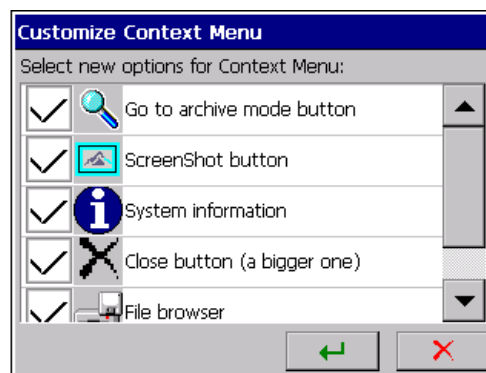 Customize Context Menu
Select new options for Context Menu:
Go to archive mode button
ScreenShot button
System information
Close button (a bigger one)
File browser